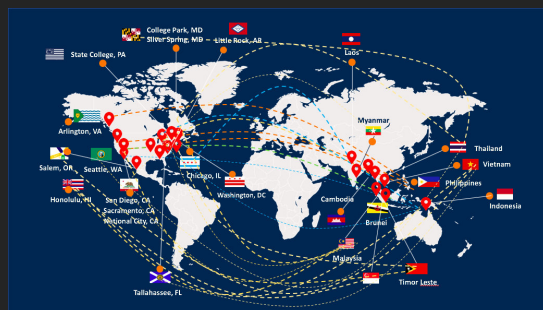 College Park, MD
Silver Spring, MD
Little Rock, AR
State College, PA
Laos
Myanmar
Arlington, VA
Thailand
Vietnam
Salem, OR
Seattle, WA
Chicago, IL
Philippines
Honolulu, HI
San Diego, CA
Sacramento, CA
National City, CA
Washington, DC
Cambodia
Indonesia
Brunei
Malaysia
Timor Leste
Tallahassee, FL